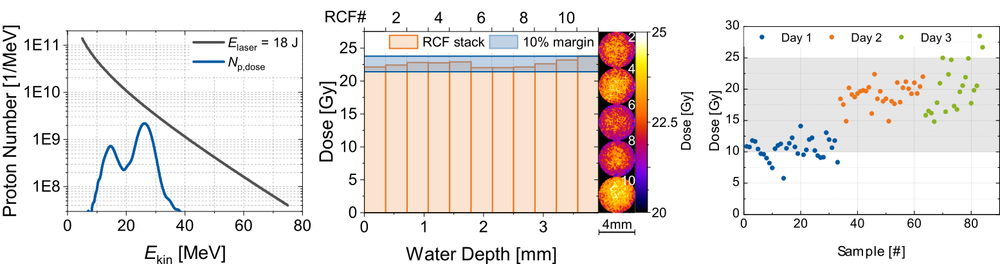 Proton Number [1/MeV]
1E11
1E10
1E9
1E8
E_laser = 18 J
N_p,dose
0 20 40 60 80
E_kin [MeV]
RCF# 2 4 6 8 10
RCF stack 10% margin
Dose [Gy]
25
20
15
10
5
0
0 1 2 3
Water Depth [mm]
2
4
6
8
10
4mm
25
22.5
20
Dose [Gy]
Day 1 Day 2 Day 3
Dose [Gy]
30
25
20
15
10
5
0
0 20 40 60 80
Sample [#]